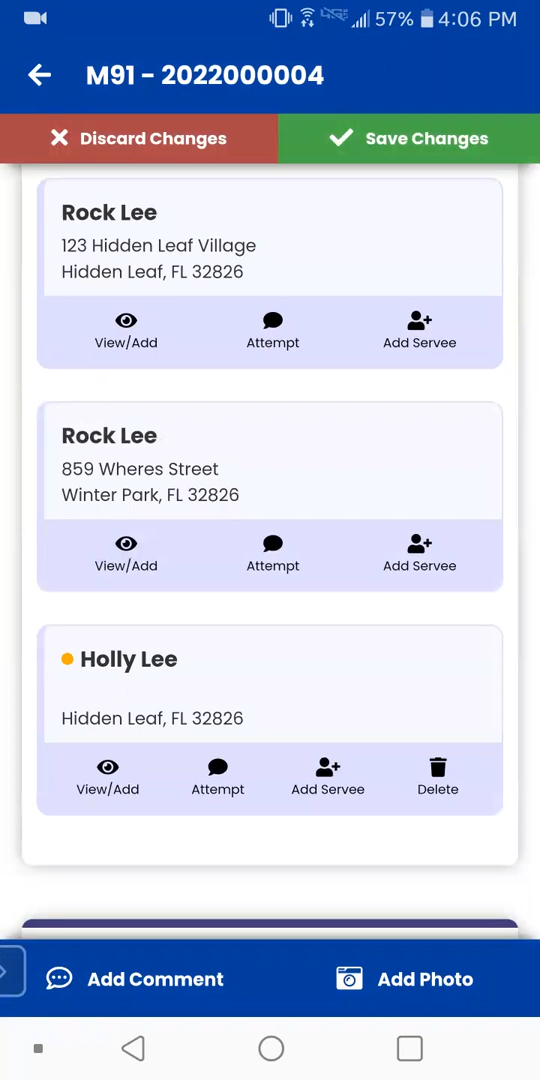 57% 4:06 PM
M91 - 2022000004
Discard Changes
Save Changes
Rock Lee
123 Hidden Leaf Village
Hidden Leaf, FL 32826
View/Add
Attempt
Add Servee
Rock Lee
859 Wheres Street
Winter Park, FL 32826
View/Add
Attempt
Add Servee
Holly Lee
Hidden Leaf, FL 32826
View/Add
Attempt
Add Servee
Delete
Add Comment
Add Photo